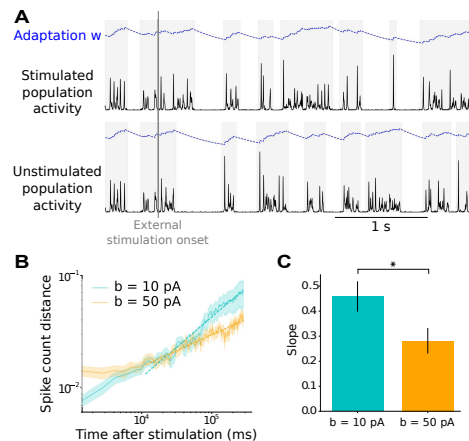 A
Adaptation w
Stimulated
population
activity
Unstimulated
population
activity
External
stimulation onset
1 s
B
b = 10 pA
b = 50 pA
Spike count distance
10⁻¹
10⁻²
10⁴
10⁵
Time after stimulation (ms)
C
*
Slope
0.5
0.4
0.3
0.2
0.1
0.0
b = 10 pA
b = 50 pA